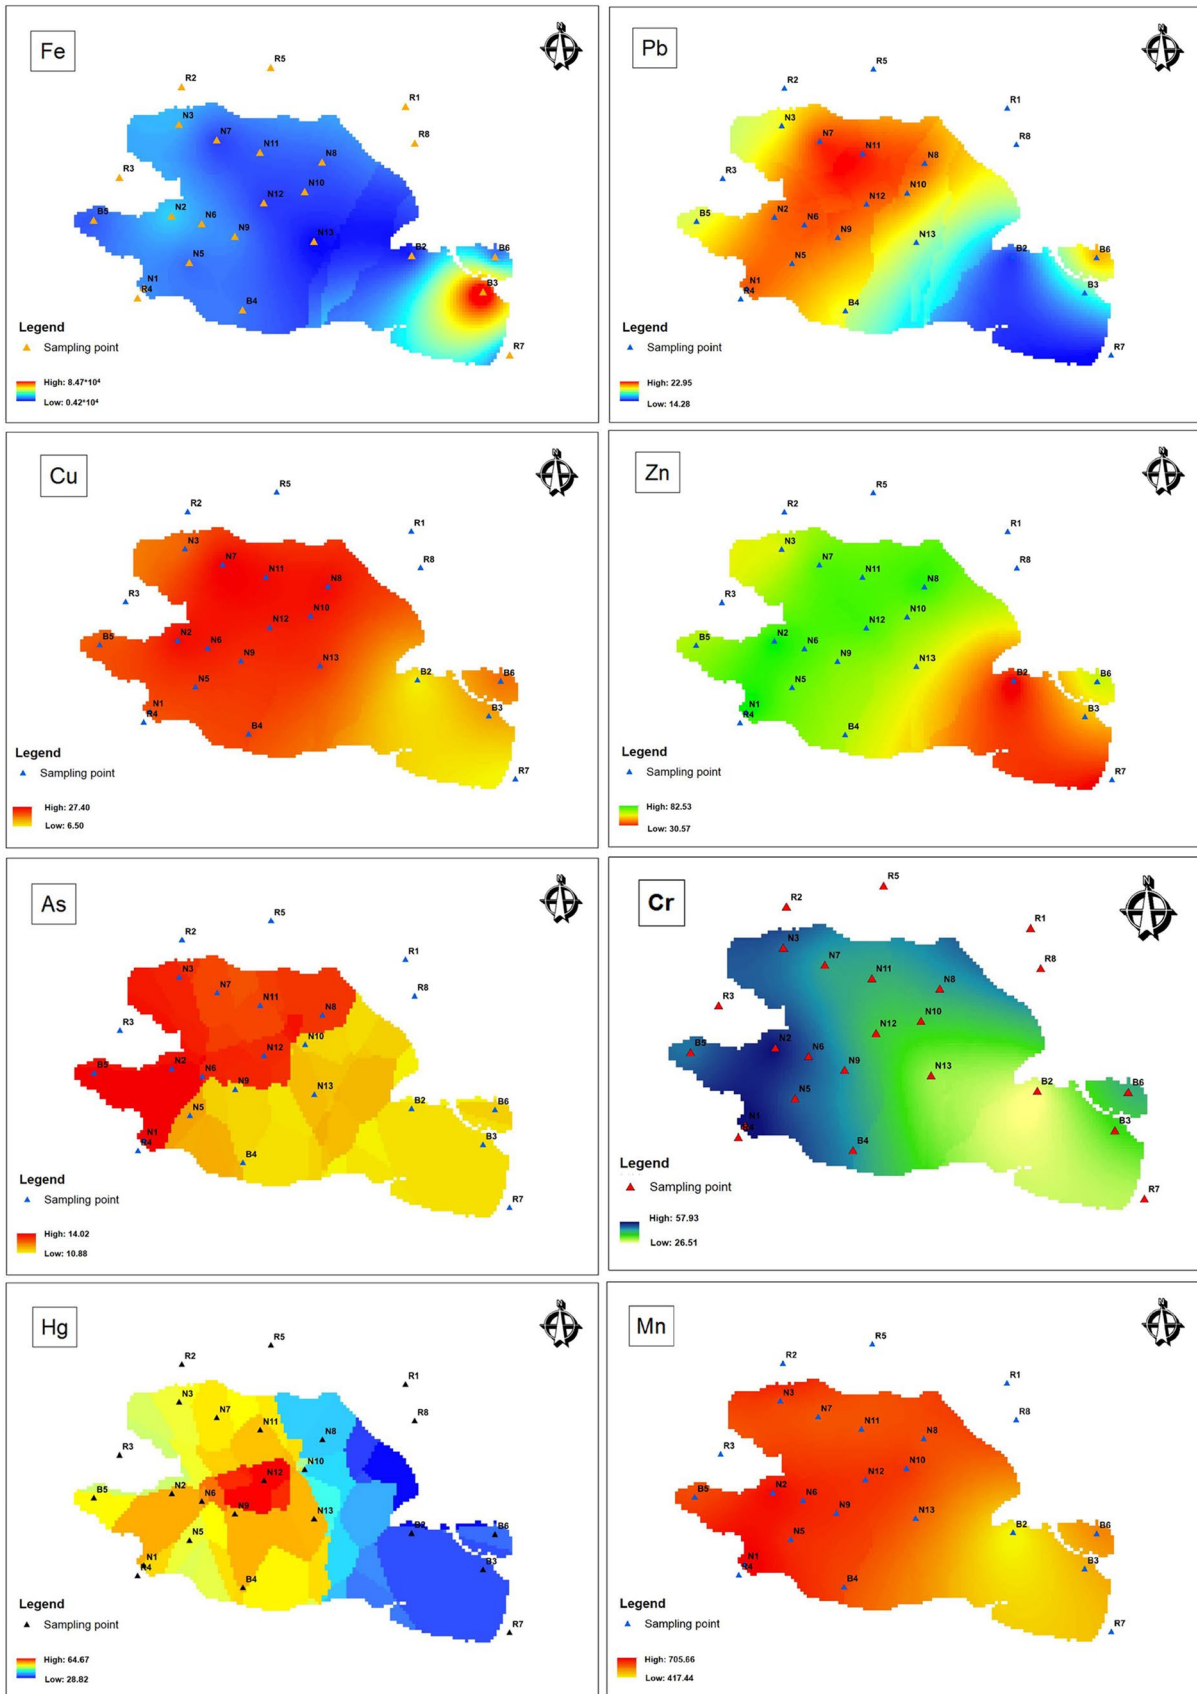 Fe
R5
R2
R1
N3
N7
N11
R8
N8
R3
N10
N12
B5
N2
N6
N9
N13
B2
B6
N5
N1
R4
B3
B4
R7
Legend
Sampling point
High: 8.47*10⁴
Low: 0.42*10⁴
Pb
R5
R2
R1
N3
N7
N11
R8
N8
R3
N10
N12
B5
N2
N6
N9
N13
B2
B6
N5
N1
R4
B3
B4
R7
Legend
Sampling point
High: 22.95
Low: 14.28
Cu
R5
R2
R1
N3
N7
N11
R8
N8
R3
N10
N12
B5
N2
N6
N9
N13
B2
B6
N5
N1
R4
B3
B4
R7
Legend
Sampling point
High: 27.40
Low: 6.50
Zn
R5
R2
R1
N3
N7
N11
R8
N8
R3
N10
N12
B5
N2
N6
N9
N13
B2
B6
N5
N1
R4
B3
B4
R7
Legend
Sampling point
High: 82.53
Low: 30.57
As
R5
R2
R1
N3
N7
N11
R8
N8
R3
N10
N12
B5
N2
N6
N9
N13
B2
B6
N5
N1
R4
B3
B4
R7
Legend
Sampling point
High: 14.02
Low: 10.88
Cr
R5
R2
R1
N3
N7
N11
R8
N8
R3
N10
N12
B5
N2
N6
N9
N13
B2
B6
N5
N1
R4
B3
B4
R7
Legend
Sampling point
High: 57.93
Low: 26.51
Hg
R5
R2
R1
N3
N7
N11
R8
N8
R3
N10
N12
B5
N2
N6
N9
N13
B2
B6
N5
N1
R4
B3
B4
R7
Legend
Sampling point
High: 64.67
Low: 28.82
Mn
R5
R2
R1
N3
N7
N11
R8
N8
R3
N10
N12
B5
N2
N6
N9
N13
B2
B6
N5
N1
R4
B3
B4
R7
Legend
Sampling point
High: 705.66
Low: 417.44